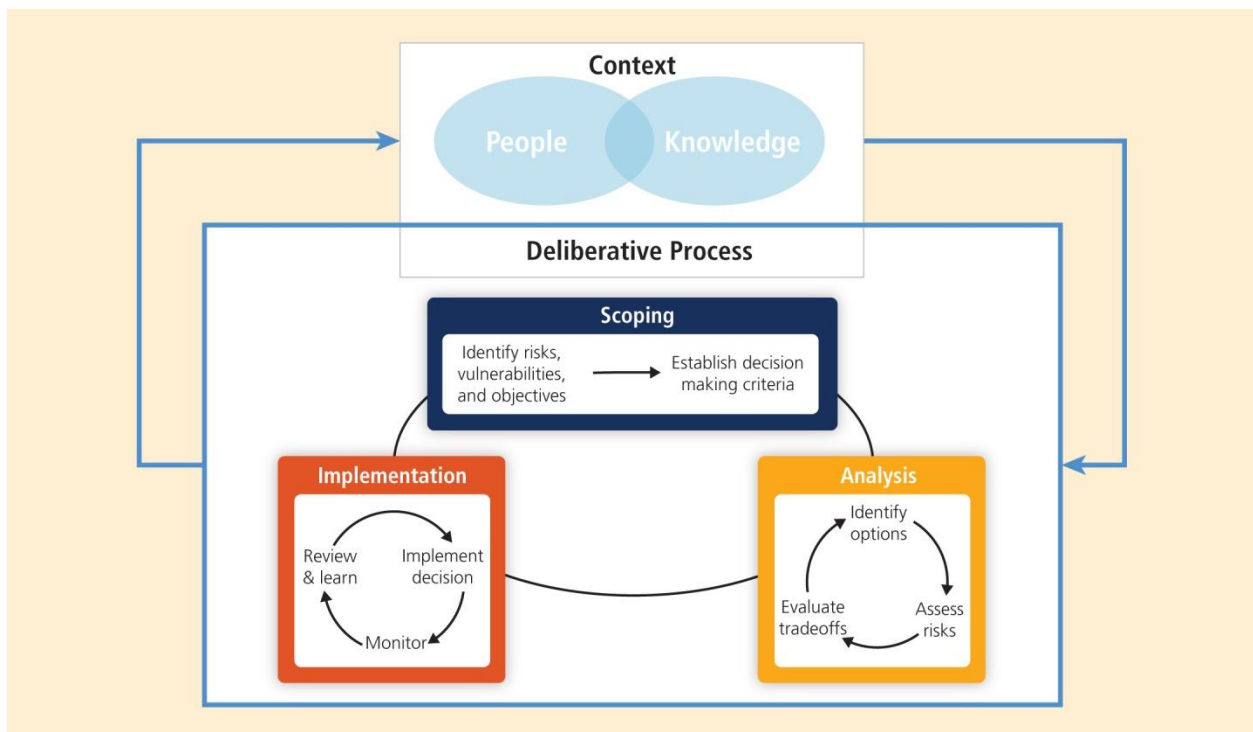 Context
People
Knowledge
Deliberative Process
Scoping
Identify risks,
vulnerabilities,
and objectives
Establish decision
making criteria
Implementation
Review
& learn
Implement
decision
Monitor
Analysis
Identify
options
Assess
risks
Evaluate
tradeoffs